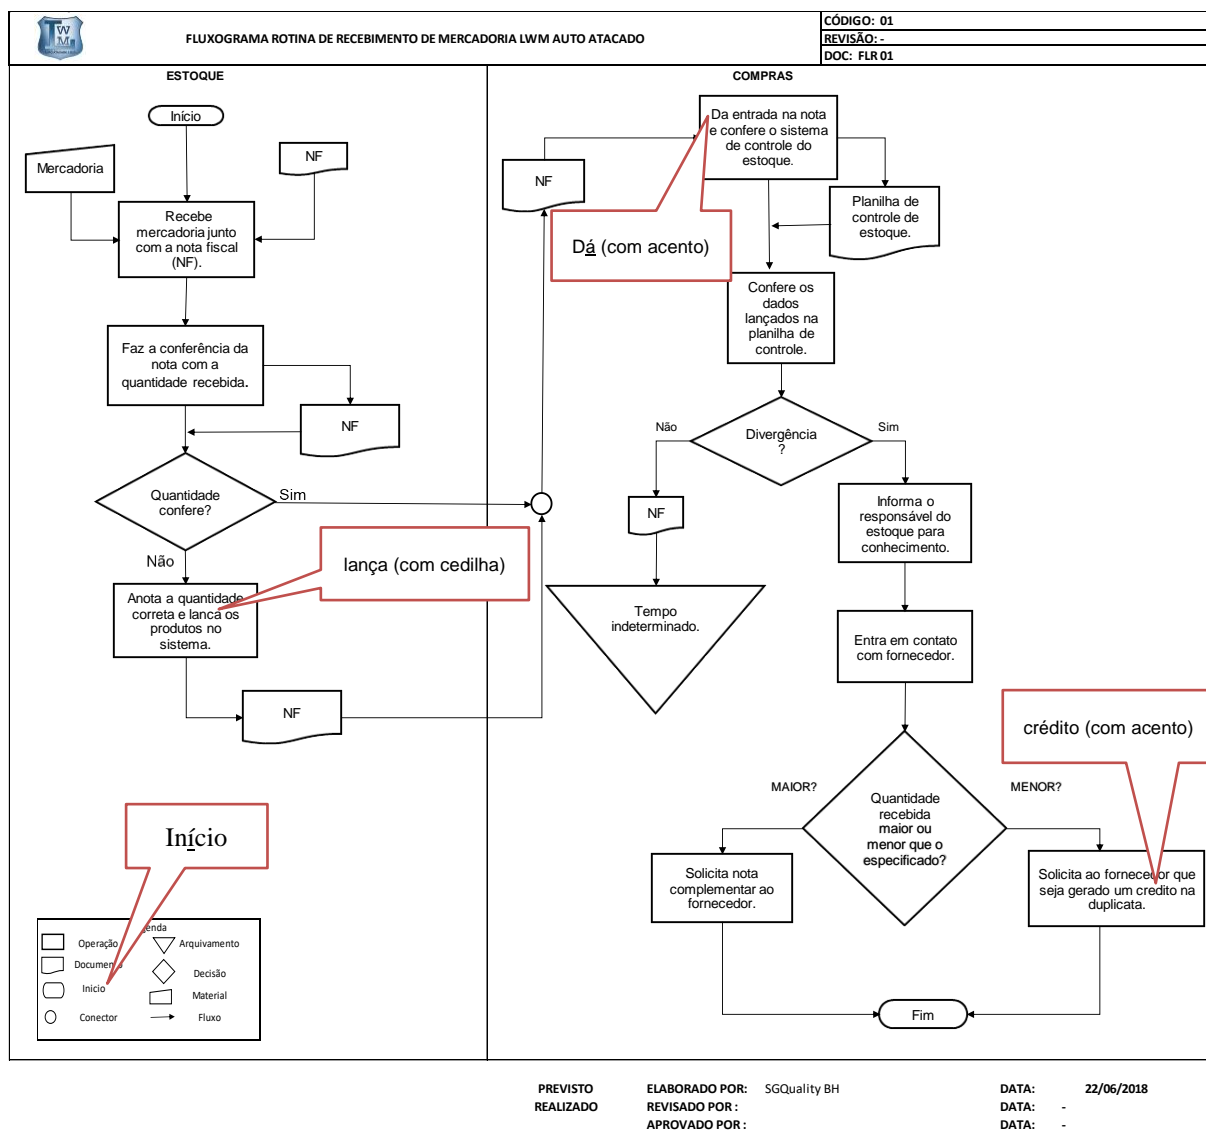 T W M
FLUXOGRAMA ROTINA DE RECEBIMENTO DE MERCADORIA LWM AUTO ATACADO
CÓDIGO: 01
REVISÃO: -
DOC: FLR 01
ESTOQUE
Início
Mercadoria
NF
Recebe
mercadoria junto
com a nota fiscal
(NF).
Faz a conferência da
nota com a
quantidade recebida.
NF
Quantidade
confere?
Sim
Não
lança (com cedilha)
Anota a quantidade
correta e lanca os
produtos no
sistema.
NF
Início
Operação
Arquivamento
Decisão
Inicio
Material
Conector
Fluxo
COMPRAS
Da entrada na nota
e confere o sistema
de controle do
estoque.
NF
Dá (com acento)
Planilha de
controle de
estoque.
Confere os
dados
lançados na
planilha de
controle.
Divergência
?
Não
Sim
NF
Tempo
indeterminado.
Informa o
responsável do
estoque para
conhecimento.
Entra em contato
com fornecedor.
crédito (com acento)
MAIOR?
MENOR?
Quantidade
recebida
maior ou
menor que o
especificado?
Solicita nota
complementar ao
fornecedor.
Solicita ao fornecedor que
seja gerado um credito na
duplicata.
Fim
PREVISTO ELABORADO POR: SGQuality BH DATA: 22/06/2018
REALIZADO REVISADO POR : DATA: -
APROVADO POR : DATA: -